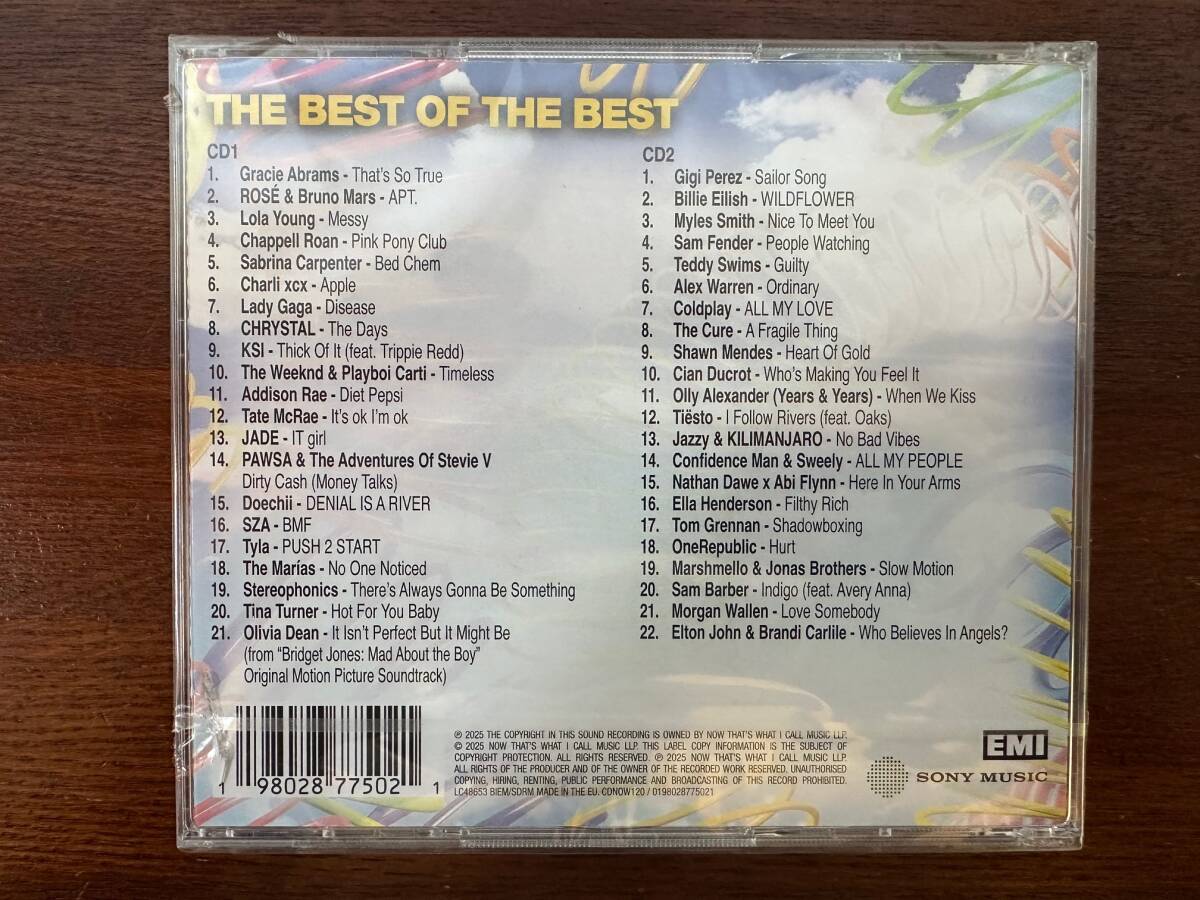 THE BEST OF THE BEST
CD1
1. Gracie Abrams - That's So True
2. ROSÉ & Bruno Mars - APT.
3. Lola Young - Messy
4. Chappell Roan - Pink Pony Club
5. Sabrina Carpenter - Bed Chem
6. Charli xcx - Apple
7. Lady Gaga - Disease
8. CHRYSTAL - The Days
9. KSI - Thick Of It (feat. Trippie Redd)
10. The Weeknd & Playboi Carti - Timeless
11. Addison Rae - Diet Pepsi
12. Tate McRae - It's ok I'm ok
13. JADE - IT girl
14. PAWSA & The Adventures Of Stevie V
Dirty Cash (Money Talks)
15. Doechii - DENIAL IS A RIVER
16. SZA - BMF
17. Tyla - PUSH 2 START
18. The Marías - No One Noticed
19. Stereophonics - There's Always Gonna Be Something
20. Tina Turner - Hot For You Baby
21. Olivia Dean - It Isn't Perfect But It Might Be
(from "Bridget Jones: Mad About the Boy"
Original Motion Picture Soundtrack)
CD2
1. Gigi Perez - Sailor Song
2. Billie Eilish - WILDFLOWER
3. Myles Smith - Nice To Meet You
4. Sam Fender - People Watching
5. Teddy Swims - Guilty
6. Alex Warren - Ordinary
7. Coldplay - ALL MY LOVE
8. The Cure - A Fragile Thing
9. Shawn Mendes - Heart Of Gold
10. Cian Ducrot - Who's Making You Feel It
11. Olly Alexander (Years & Years) - When We Kiss
12. Tiësto - I Follow Rivers (feat. Oaks)
13. Jazzy & KILIMANJARO - No Bad Vibes
14. Confidence Man & Sweely - ALL MY PEOPLE
15. Nathan Dawe x Abi Flynn - Here In Your Arms
16. Ella Henderson - Filthy Rich
17. Tom Grennan - Shadowboxing
18. OneRepublic - Hurt
19. Marshmello & Jonas Brothers - Slow Motion
20. Sam Barber - Indigo (feat. Avery Anna)
21. Morgan Wallen - Love Somebody
22. Elton John & Brandi Carlile - Who Believes In Angels?
1 98028 77502 1
℗ 2025 THE COPYRIGHT IN THIS SOUND RECORDING IS OWNED BY NOW THAT'S WHAT I CALL MUSIC LLP.
© 2025 NOW THAT'S WHAT I CALL MUSIC LLP. THIS LABEL COPY INFORMATION IS THE SUBJECT OF
COPYRIGHT PROTECTION. ALL RIGHTS RESERVED. ℗ 2025 NOW THAT'S WHAT I CALL MUSIC LLP.
ALL RIGHTS OF THE PRODUCER AND OF THE OWNER OF THE RECORDED WORK RESERVED. UNAUTHORISED
COPYING, HIRING, RENTING, PUBLIC PERFORMANCE AND BROADCASTING OF THIS RECORD PROHIBITED.
LC48653 BIEM/SDRM MADE IN THE EU. CDNOW120 / 0198028775021
EMI
SONY MUSIC